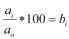 a_i/a_o * 100 = b_i